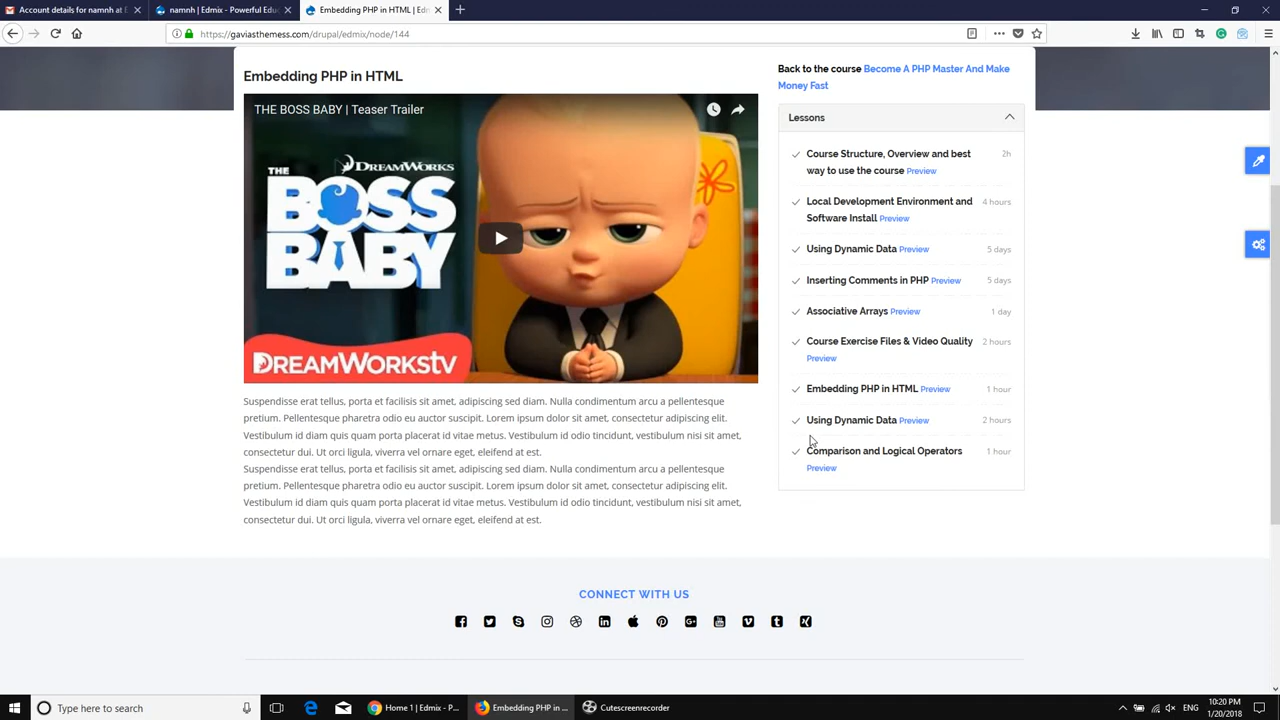 Account details for namnh at E
namnh | Edmix - Powerful Educ
Embedding PHP in HTML | Edm
https://gaviasthemess.com/drupal/edmix/node/144
Embedding PHP in HTML
THE BOSS BABY | Teaser Trailer
DREAMWORKS
THE
BOSS
BABY
DREAMWORKStv
Suspendisse erat tellus, porta et facilisis sit amet, adipiscing sed diam. Nulla condimentum arcu a pellentesque
pretium. Pellentesque pharetra odio eu auctor suscipit. Lorem ipsum dolor sit amet, consectetur adipiscing elit.
Vestibulum id diam quis quam porta placerat id vitae metus. Vestibulum id odio tincidunt, vestibulum nisi sit amet,
consectetur dui. Ut orci ligula, viverra vel ornare eget, eleifend at est.
Suspendisse erat tellus, porta et facilisis sit amet, adipiscing sed diam. Nulla condimentum arcu a pellentesque
pretium. Pellentesque pharetra odio eu auctor suscipit. Lorem ipsum dolor sit amet, consectetur adipiscing elit.
Vestibulum id diam quis quam porta placerat id vitae metus. Vestibulum id odio tincidunt, vestibulum nisi sit amet,
consectetur dui. Ut orci ligula, viverra vel ornare eget, eleifend at est.
Back to the course Become A PHP Master And Make
Money Fast
Lessons
Course Structure, Overview and best 2h
way to use the course Preview
Local Development Environment and 4 hours
Software Install Preview
Using Dynamic Data Preview 5 days
Inserting Comments in PHP Preview 5 days
Associative Arrays Preview 1 day
Course Exercise Files & Video Quality 2 hours
Preview
Embedding PHP in HTML Preview 1 hour
Using Dynamic Data Preview 2 hours
Comparison and Logical Operators 1 hour
Preview
CONNECT WITH US
Type here to search
Home 1 | Edmix - P...
Embedding PHP in ...
Cutescreenrecorder
ENG
10:20 PM
1/20/2018